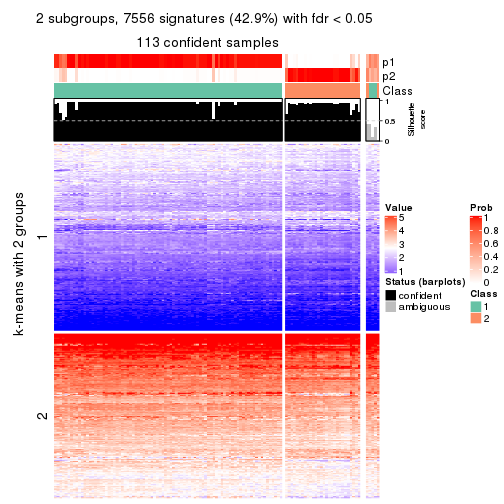 2 subgroups, 7556 signatures (42.9%) with fdr < 0.05
113 confident samples
p1
p2
Class
1
0.5
0
Silhouette
score
k-means with 2 groups
1
2
Value
5
4
3
2
1
Status (barplots)
confident
ambiguous
Prob
1
0.8
0.6
0.4
0.2
0
Class
1
2